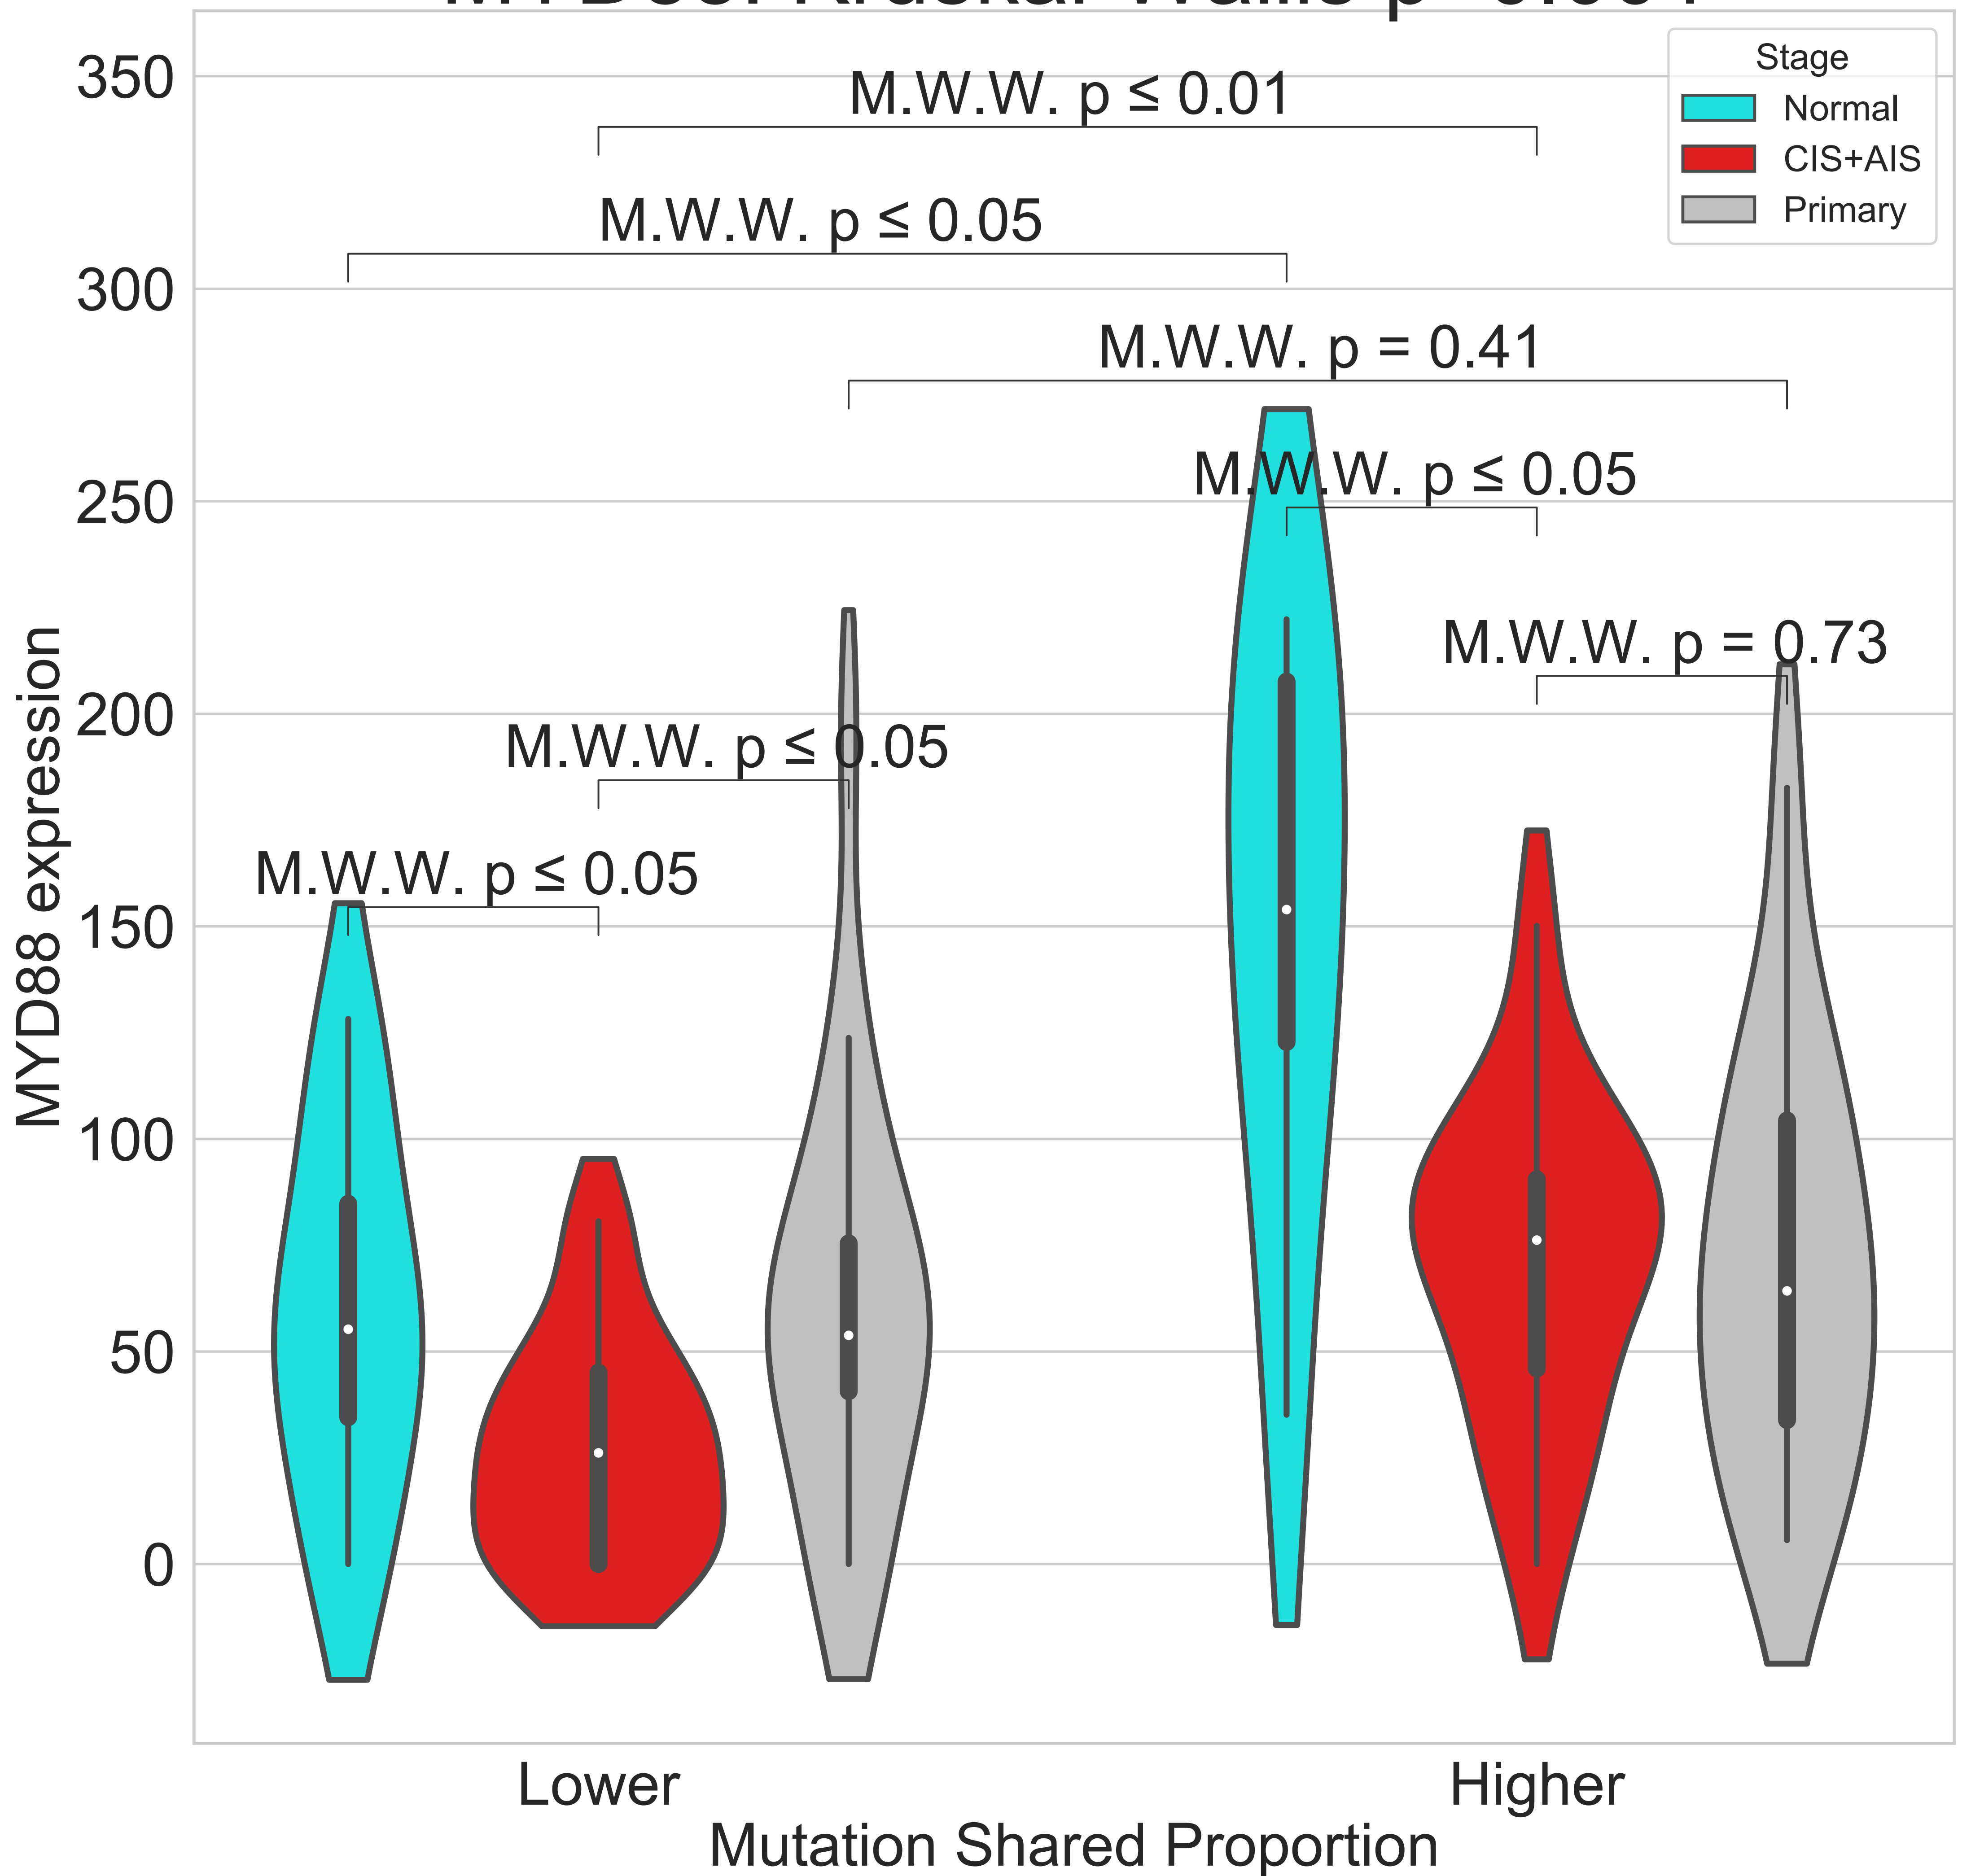 350
300
250
200
150
100
50
0
MYD88 expression
M.W.W. p ≤ 0.01
M.W.W. p ≤ 0.05
M.W.W. p = 0.41
M.W.W. p ≤ 0.05
M.W.W. p = 0.73
M.W.W. p ≤ 0.05
M.W.W. p ≤ 0.05
Stage
Normal
CIS+AIS
Primary
Lower
Higher
Mutation Shared Proportion